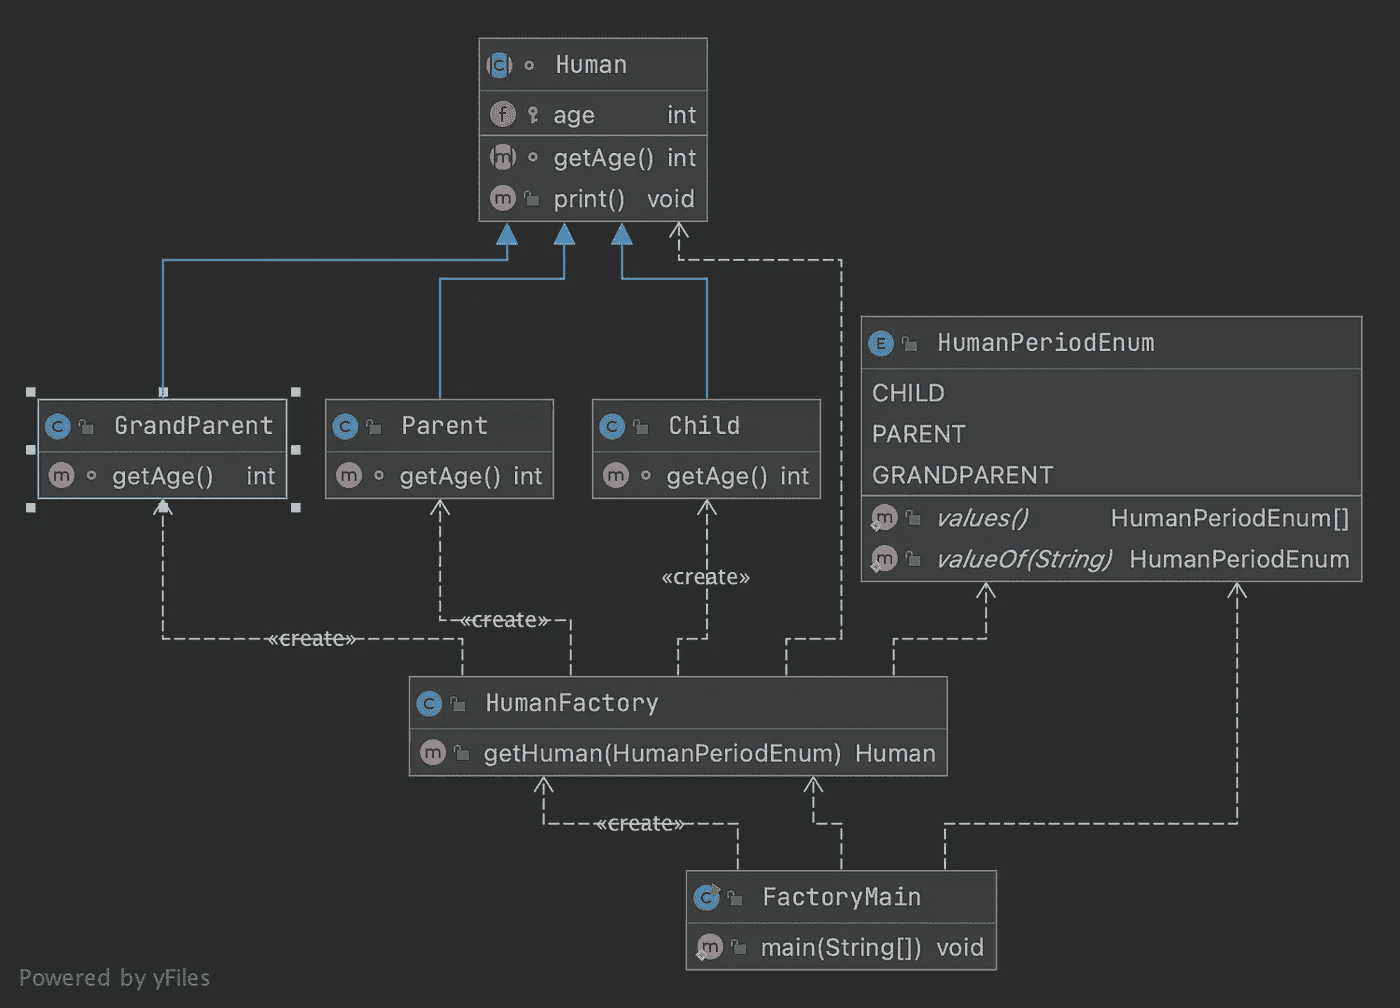 Human
age int
getAge() int
print() void
GrandParent
getAge() int
Parent
getAge() int
Child
getAge() int
HumanPeriodEnum
CHILD
PARENT
GRANDPARENT
values() HumanPeriodEnum[]
valueOf(String) HumanPeriodEnum
«create»
«create»
«create»
HumanFactory
getHuman(HumanPeriodEnum) Human
«create»
FactoryMain
main(String[]) void
Powered by yFiles